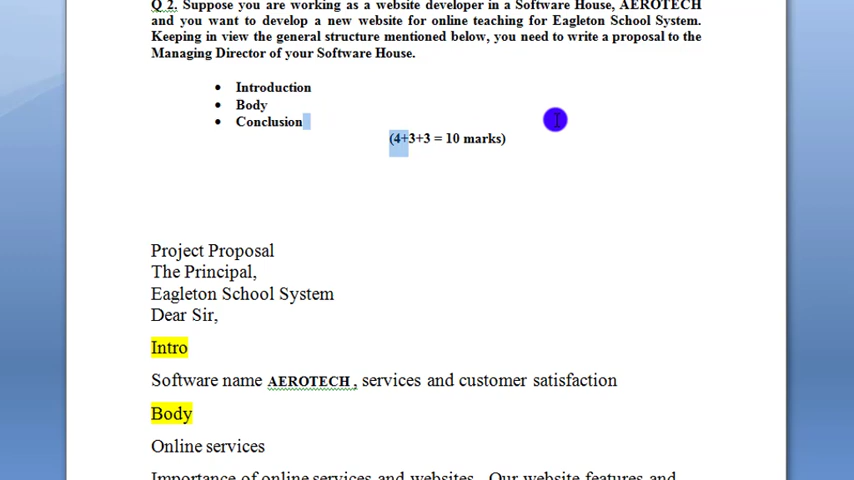 Q 2. Suppose you are working as a website developer in a Software House, AEROTECH
and you want to develop a new website for online teaching for Eagleton School System.
Keeping in view the general structure mentioned below, you need to write a proposal to the
Managing Director of your Software House.
• Introduction
• Body
• Conclusion
(4+3+3 = 10 marks)
Project Proposal
The Principal,
Eagleton School System
Dear Sir,
Intro
Software name AEROTECH , services and customer satisfaction
Body
Online services
Importance of online services and websites. Our website features and